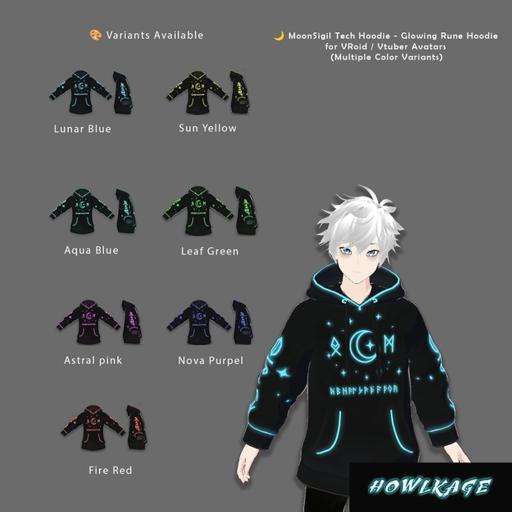 🎨 Variants Available
🌙 MoonSigil Tech Hoodie - Glowing Rune Hoodie
for VRoid / Vtuber Avatars
(Multiple Color Variants)
Lunar Blue
Sun Yellow
Aqua Blue
Leaf Green
Astral pink
Nova Purpel
Fire Red
HOWLKAGE